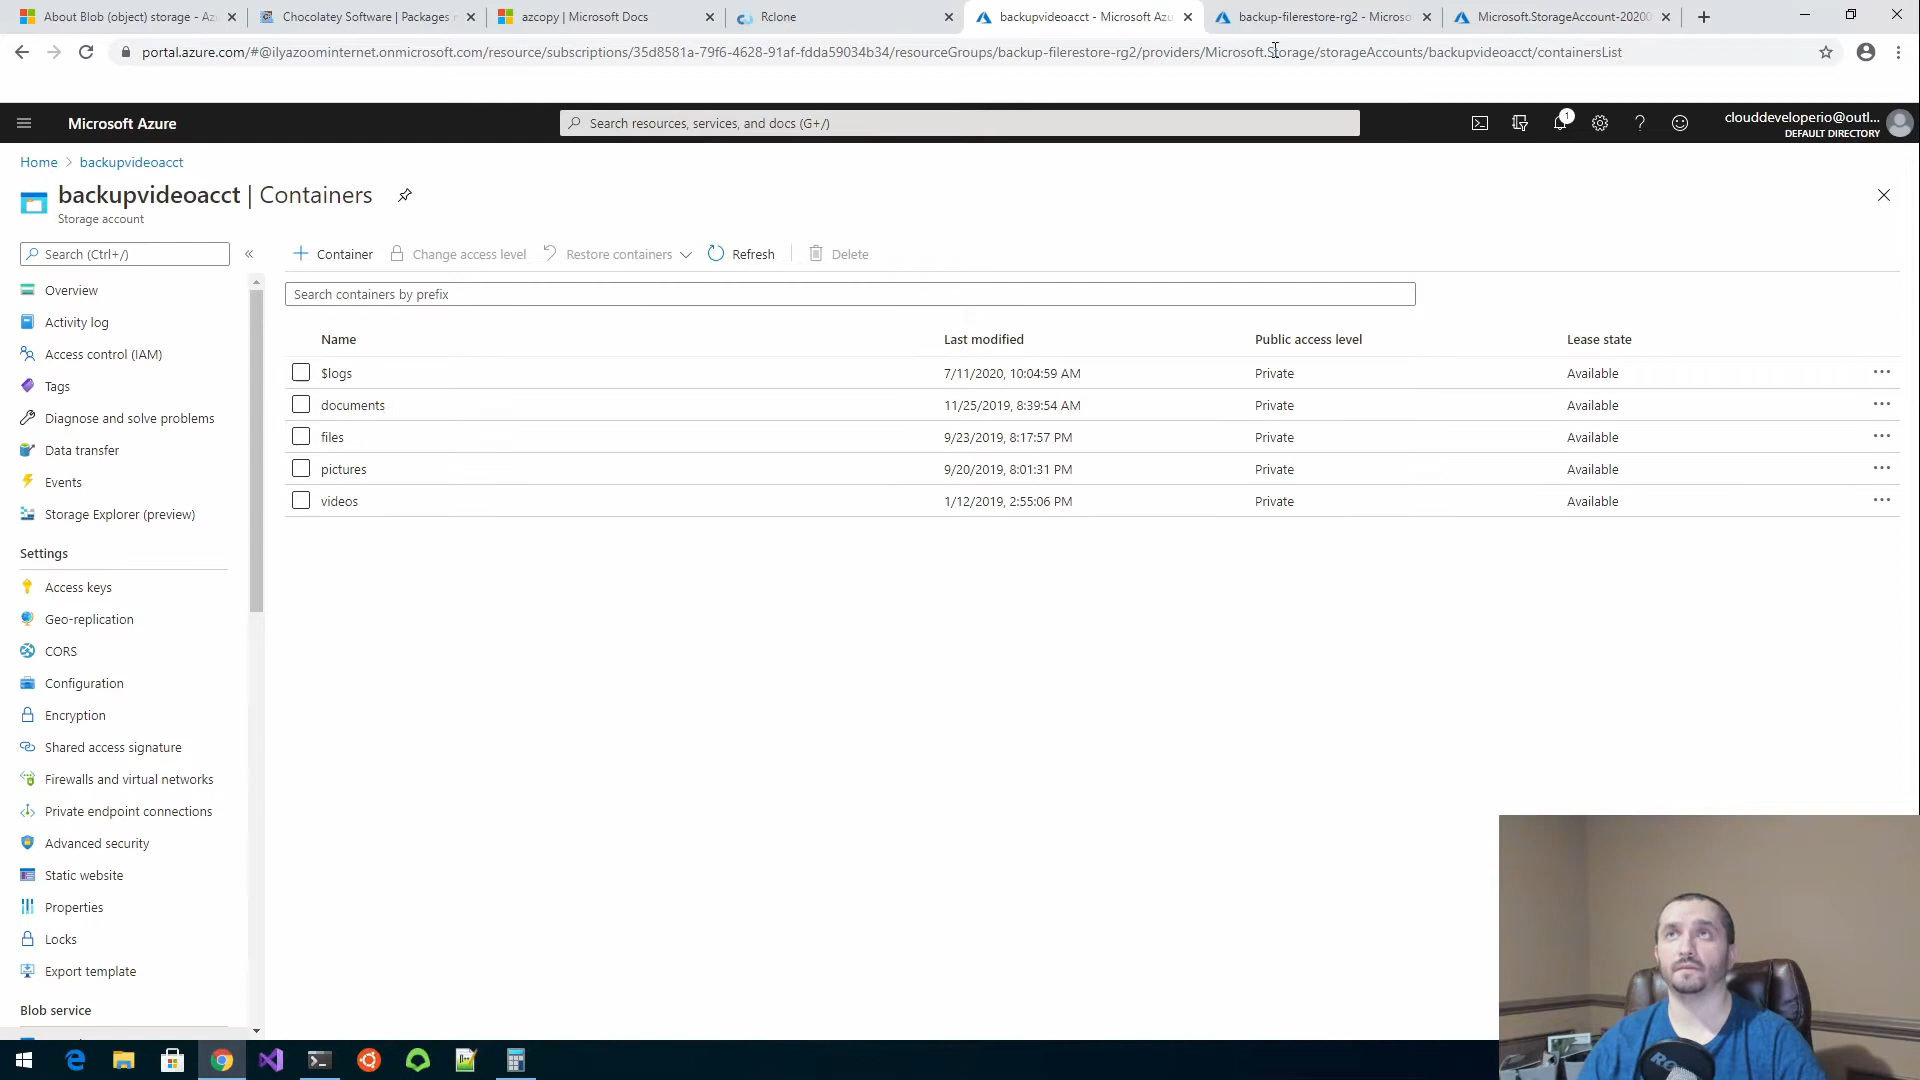 About Blob (object) storage - Az
Chocolatey Software | Packages
azcopy | Microsoft Docs
Rclone
backupvideoacct - Microsoft Azu
backup-filerestore-rg2 - Microso
Microsoft.StorageAccount-20200
portal.azure.com/#@ilyazoominternet.onmicrosoft.com/resource/subscriptions/35d8581a-79f6-4628-91af-fdda59034b34/resourceGroups/backup-filerestore-rg2/providers/Microsoft.Storage/storageAccounts/backupvideoacct/containersList
Microsoft Azure
Search resources, services, and docs (G+/)
1
clouddeveloperio@outl...
DEFAULT DIRECTORY
Home > backupvideoacct
backupvideoacct | Containers
Storage account
Search (Ctrl+/)
Container
Change access level
Restore containers
Refresh
Delete
Search containers by prefix
Name Last modified Public access level Lease state
$logs 7/11/2020, 10:04:59 AM Private Available
documents 11/25/2019, 8:39:54 AM Private Available
files 9/23/2019, 8:17:57 PM Private Available
pictures 9/20/2019, 8:01:31 PM Private Available
videos 1/12/2019, 2:55:06 PM Private Available
Overview
Activity log
Access control (IAM)
Tags
Diagnose and solve problems
Data transfer
Events
Storage Explorer (preview)
Settings
Access keys
Geo-replication
CORS
Configuration
Encryption
Shared access signature
Firewalls and virtual networks
Private endpoint connections
Advanced security
Static website
Properties
Locks
Export template
Blob service